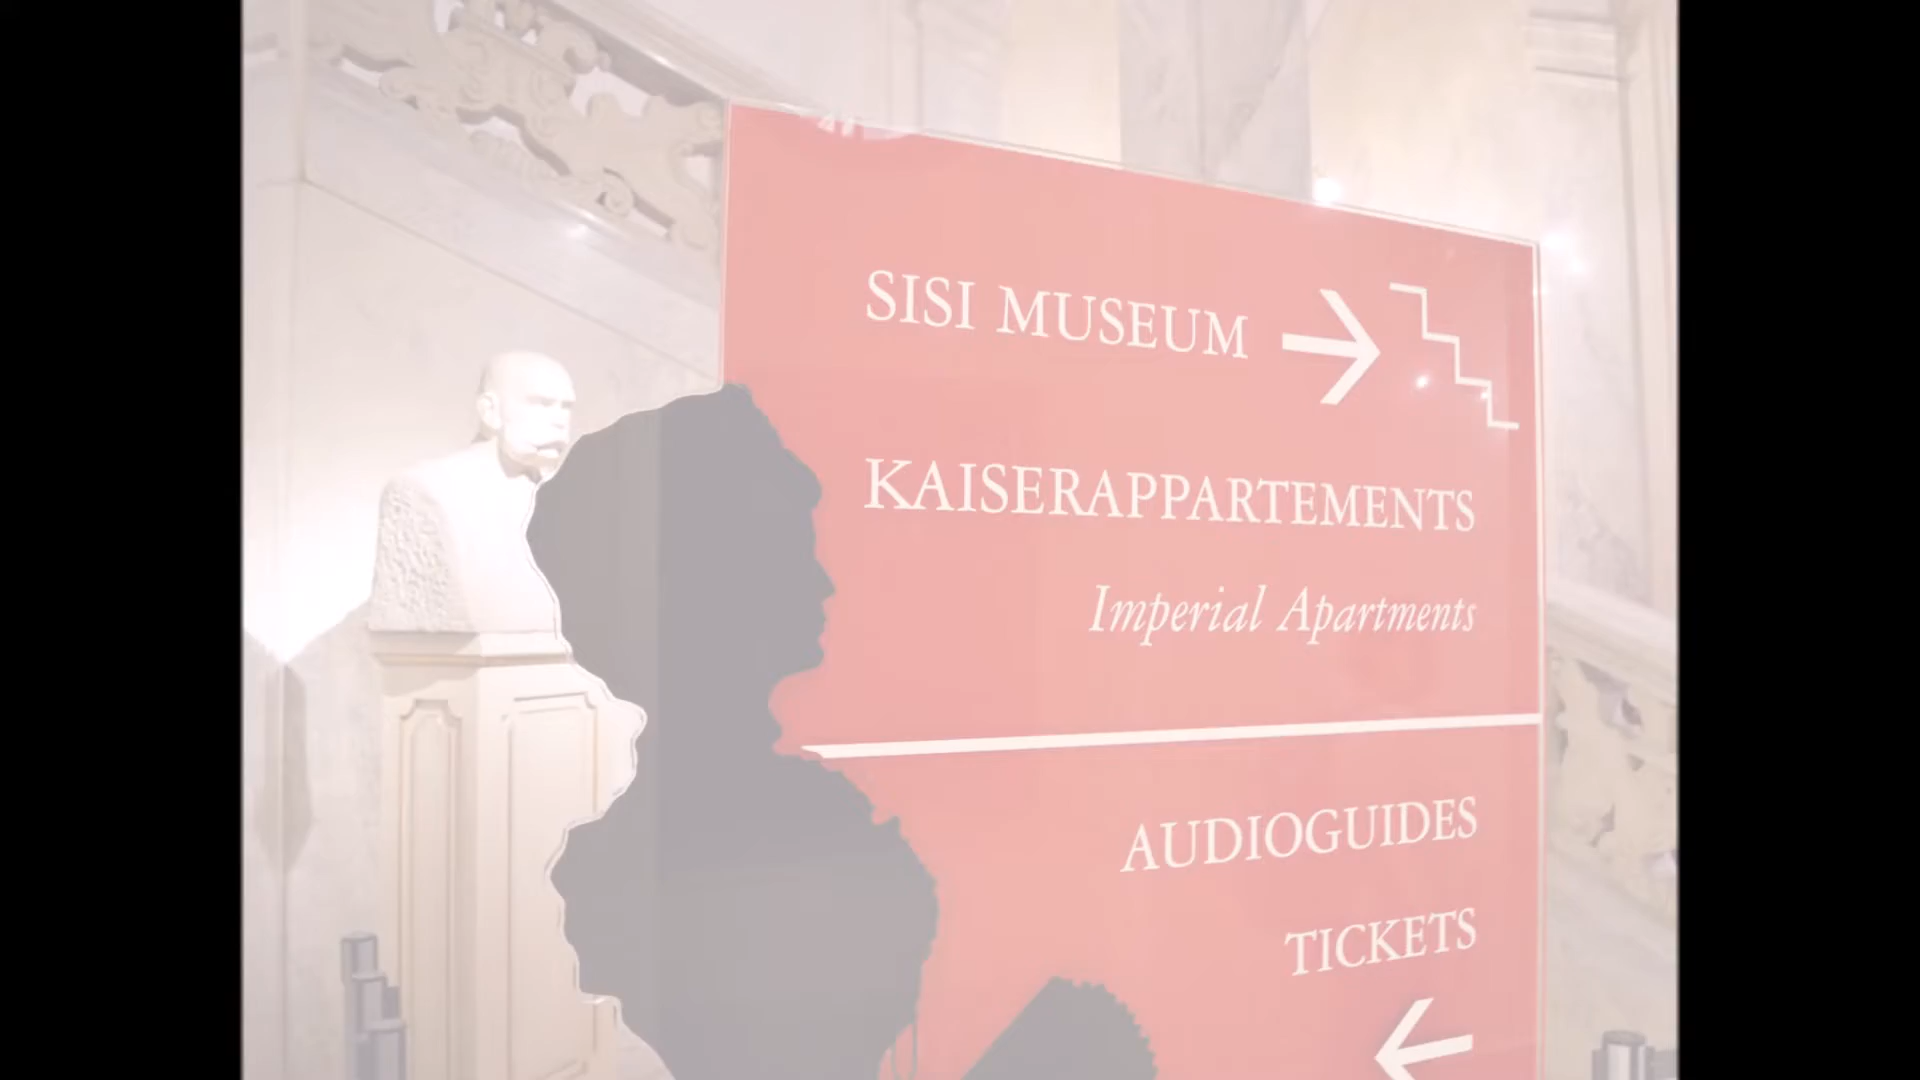 SISI MUSEUM
KAISERAPPARTEMENTS
Imperial Apartments
AUDIOGUIDES
TICKETS